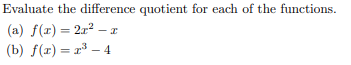 Evaluate the difference quotient for each of the functions.
(a) f(x) = 2x² − x
(b) f(x) = x³ − 4